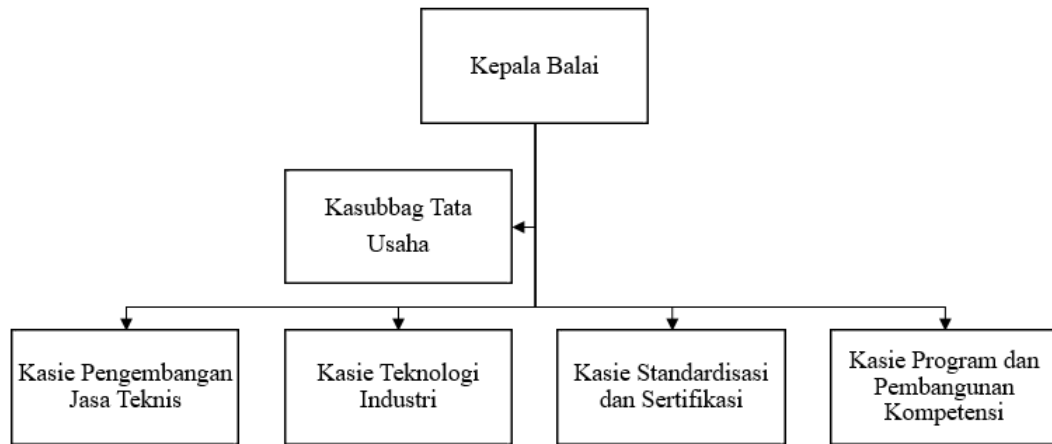 Kepala Balai
Kasubbag Tata
Usaha
Kasie Pengembangan
Jasa Teknis
Kasie Teknologi
Industri
Kasie Standardisasi
dan Sertifikasi
Kasie Program dan
Pembangunan
Kompetensi